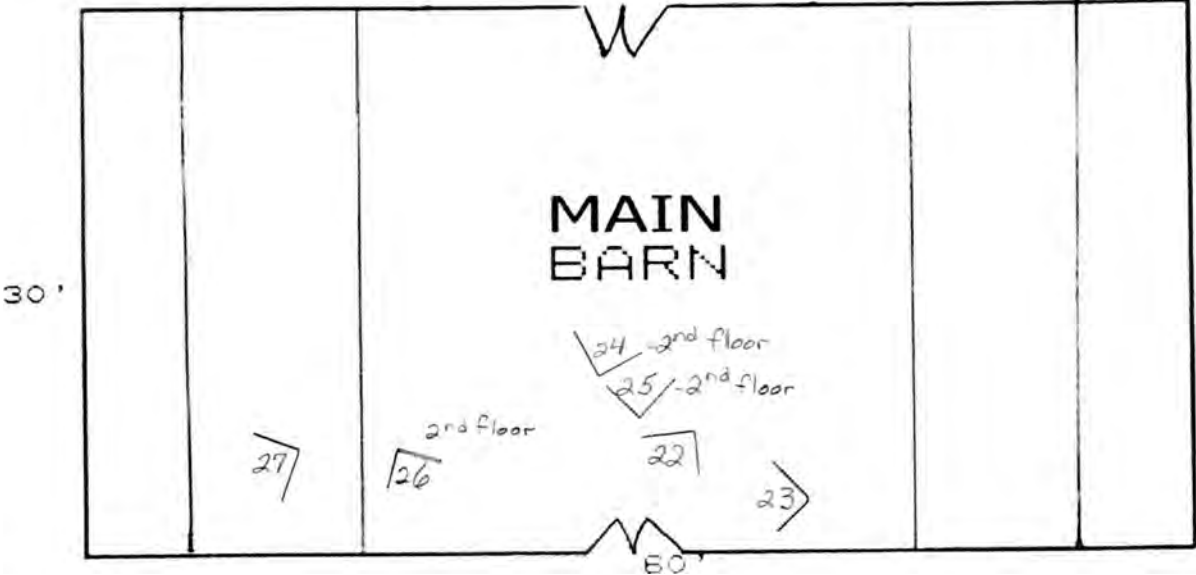 MAIN
BARN
30'
24 -2nd floor
25 -2nd floor
2nd floor
27
26
22
23
60'